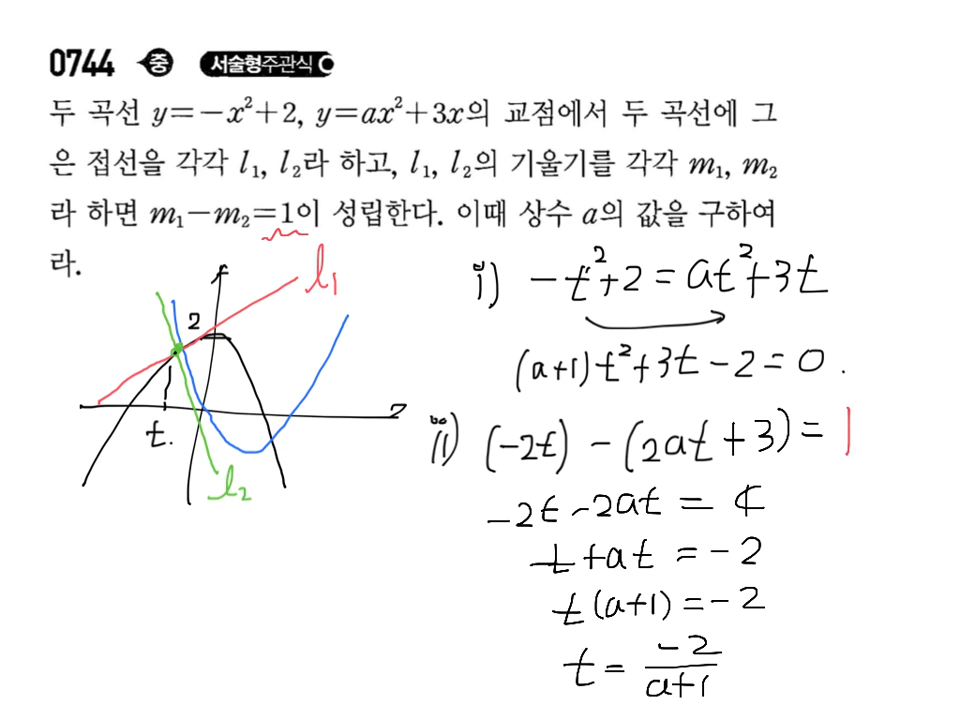 0744 중 서술형주관식
두 곡선 y=-x²+2, y=ax²+3x의 교점에서 두 곡선에 그
은 접선을 각각 l₁, l₂라 하고, l₁, l₂의 기울기를 각각 m₁, m₂
라 하면 m₁-m₂=1이 성립한다. 이때 상수 a의 값을 구하여
라.
l₁
2
t.
l₂
i) -t²+2=at²+3t
(a+1)t²+3t-2=0.
ii) (-2t)-(2at+3)=1
-2t-2at=4
t+at=-2
t(a+1)=-2
t=-2/(a+1)